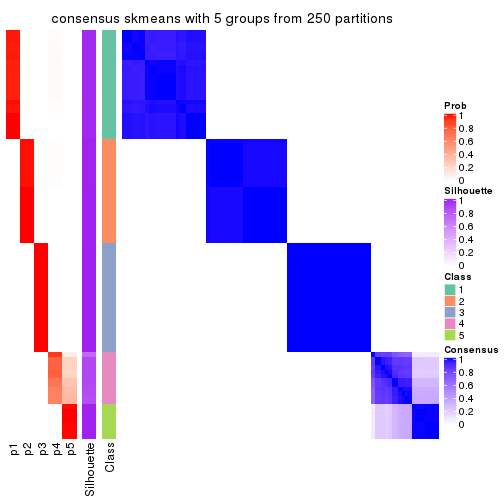 consensus skmeans with 5 groups from 250 partitions
Prob
1
0.8
0.6
0.4
0.2
0
Silhouette
1
0.8
0.6
0.4
0.2
0
Class
1
2
3
4
5
Consensus
1
0.8
0.6
0.4
0.2
0
p1
p2
p3
p4
p5
Silhouette
Class